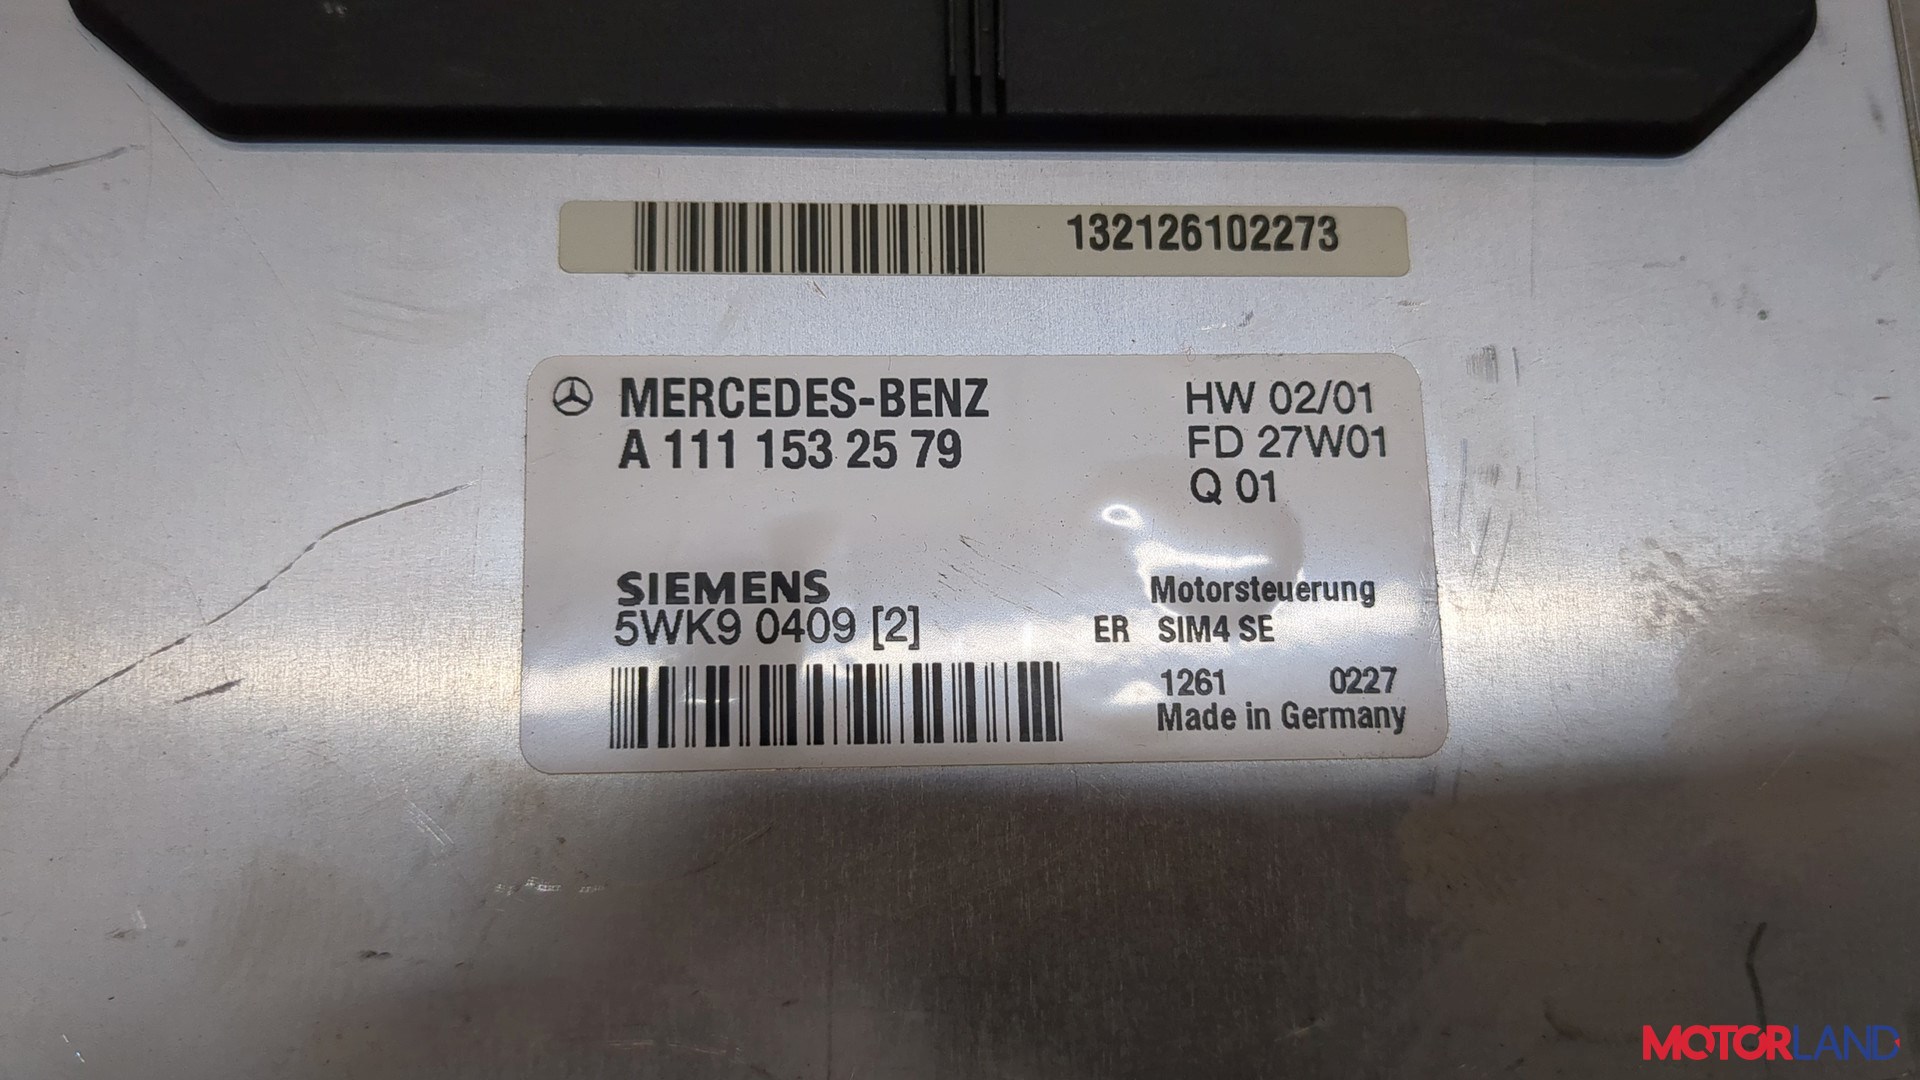 132126102273
MERCEDES-BENZ HW 02/01
A 111 153 25 79 FD 27W01
Q 01
SIEMENS Motorsteuerung
5WK9 0409 [2] ER SIM4 SE
1261 0227
Made in Germany
MOTORLAND